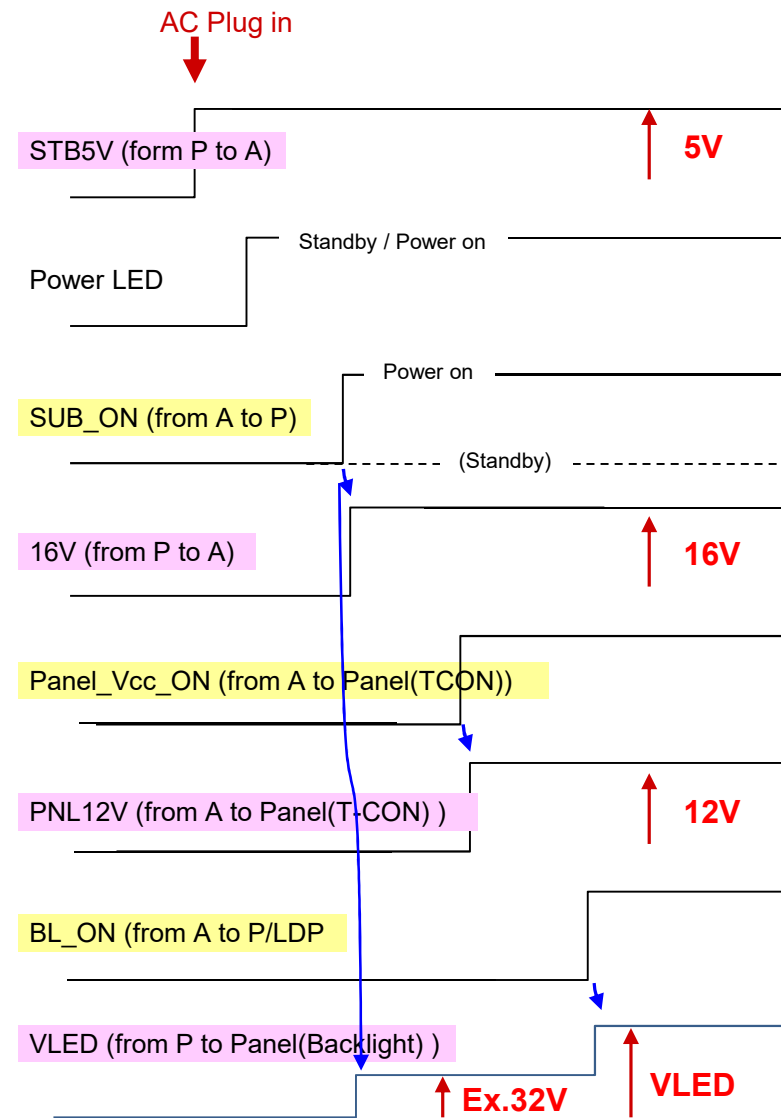 AC Plug in
STB5V (form P to A)
5V
Standby / Power on
Power LED
Power on
SUB_ON (from A to P)
(Standby)
16V (from P to A)
16V
Panel_Vcc_ON (from A to Panel(TCON))
PNL12V (from A to Panel(T-CON) )
12V
BL_ON (from A to P/LDP
VLED (from P to Panel(Backlight) )
Ex.32V
VLED